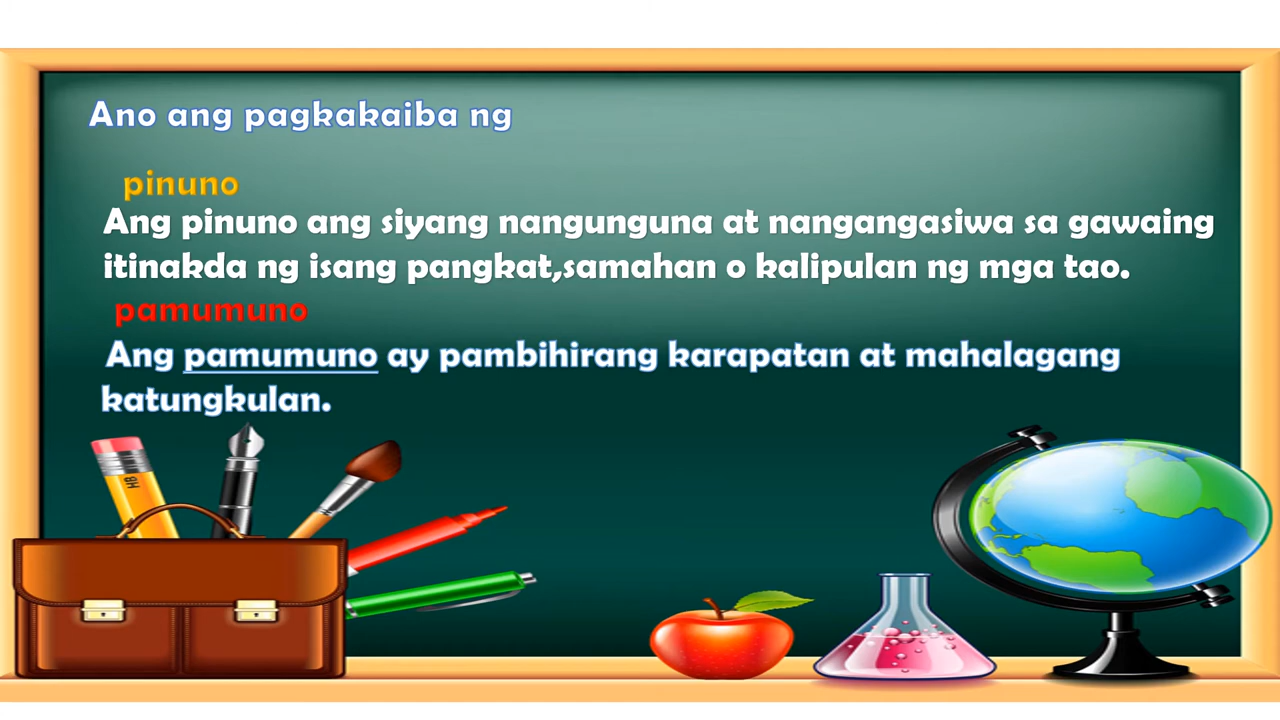 Ano ang pagkakaiba ng
pinuno
Ang pinuno ang siyang nangunguna at nangangasiwa sa gawaing
itinakda ng isang pangkat,samahan o kalipulan ng mga tao.
pamumuno
Ang pamumuno ay pambihirang karapatan at mahalagang
katungkulan.
HB